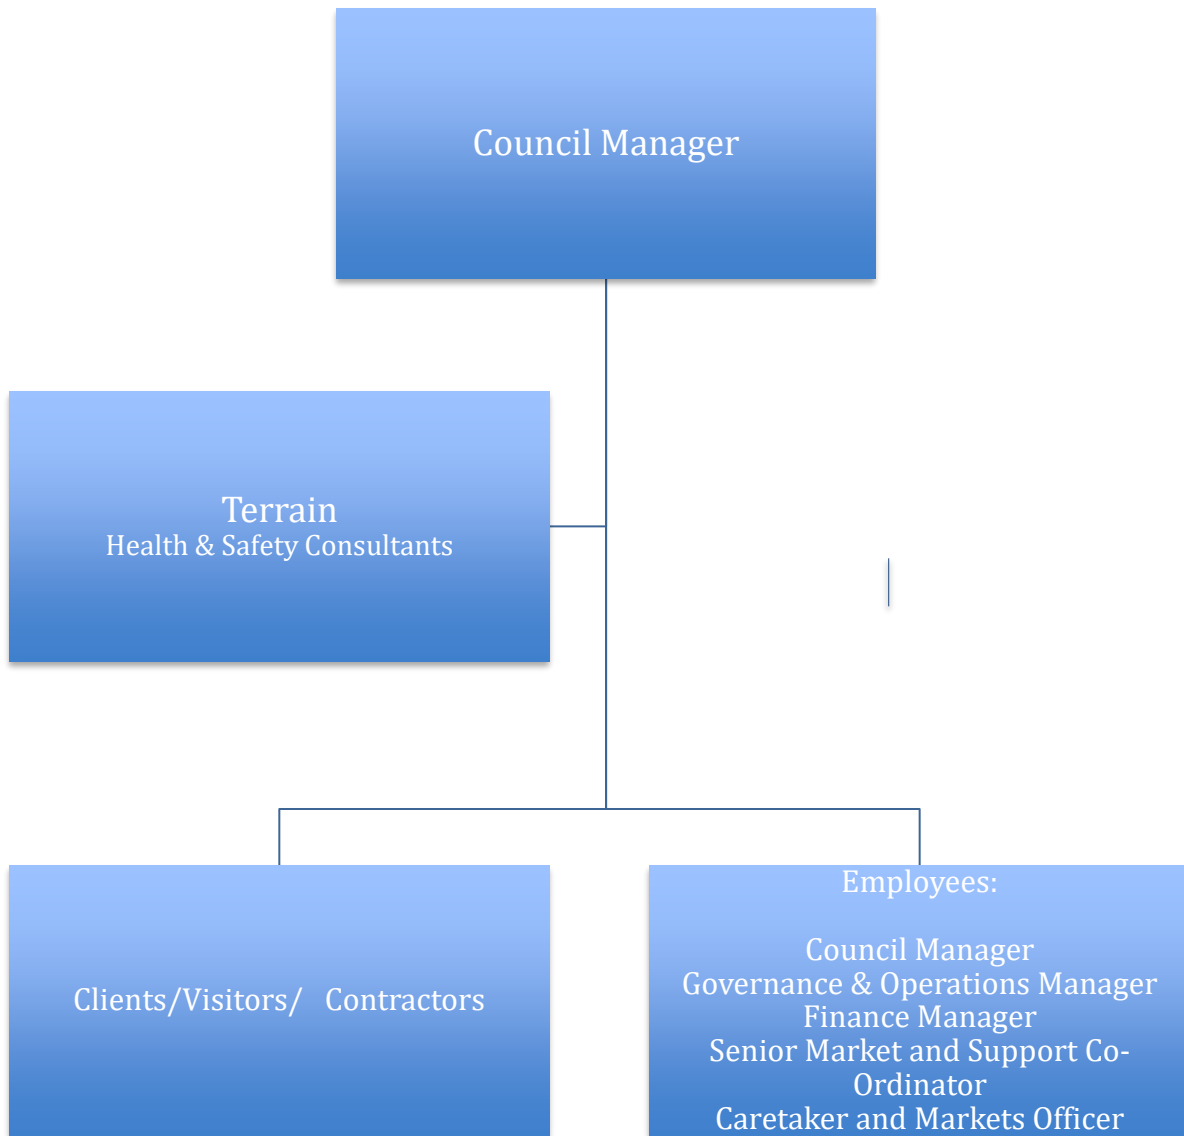 Council Manager
Terrain
Health & Safety Consultants
Clients/Visitors/ Contractors
Employees:
Council Manager
Governance & Operations Manager
Finance Manager
Senior Market and Support Co-
Ordinator
Caretaker and Markets Officer